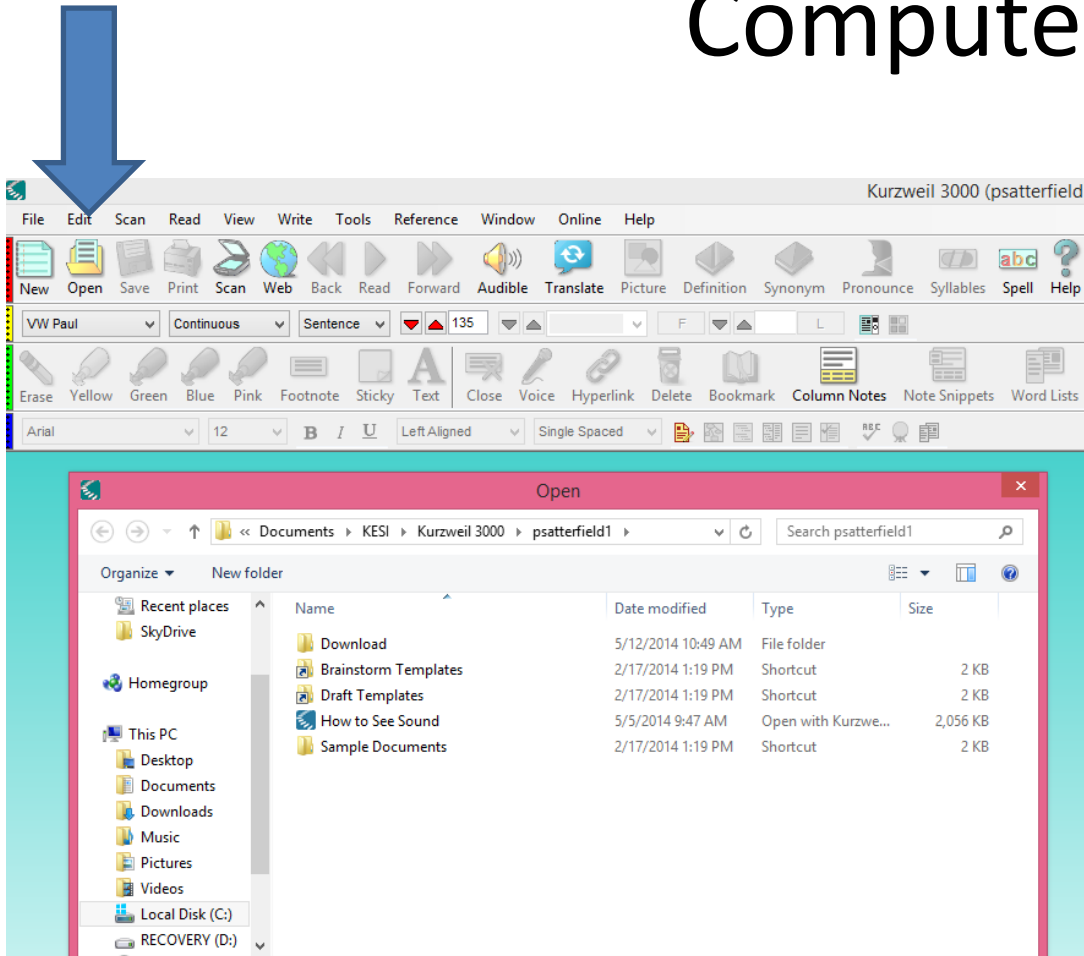 Compute
Kurzweil 3000 (psatterfield
File Edit Scan Read View Write Tools Reference Window Online Help
New Open Save Print Scan Web Back Read Forward Audible Translate Picture Definition Synonym Pronounce Syllables Spell Help
VW Paul Continuous Sentence 135 F L
Erase Yellow Green Blue Pink Footnote Sticky Text Close Voice Hyperlink Delete Bookmark Column Notes Note Snippets Word Lists
Arial 12 B I U Left Aligned Single Spaced
Open
« Documents KESI Kurzweil 3000 psatterfield1 Search psatterfield1
Organize New folder
Recent places Name Date modified Type Size
SkyDrive Download 5/12/2014 10:49 AM File folder
Brainstorm Templates 2/17/2014 1:19 PM Shortcut 2 KB
Homegroup Draft Templates 2/17/2014 1:19 PM Shortcut 2 KB
How to See Sound 5/5/2014 9:47 AM Open with Kurzwe... 2,056 KB
This PC Sample Documents 2/17/2014 1:19 PM Shortcut 2 KB
Desktop
Documents
Downloads
Music
Pictures
Videos
Local Disk (C:)
RECOVERY (D:)